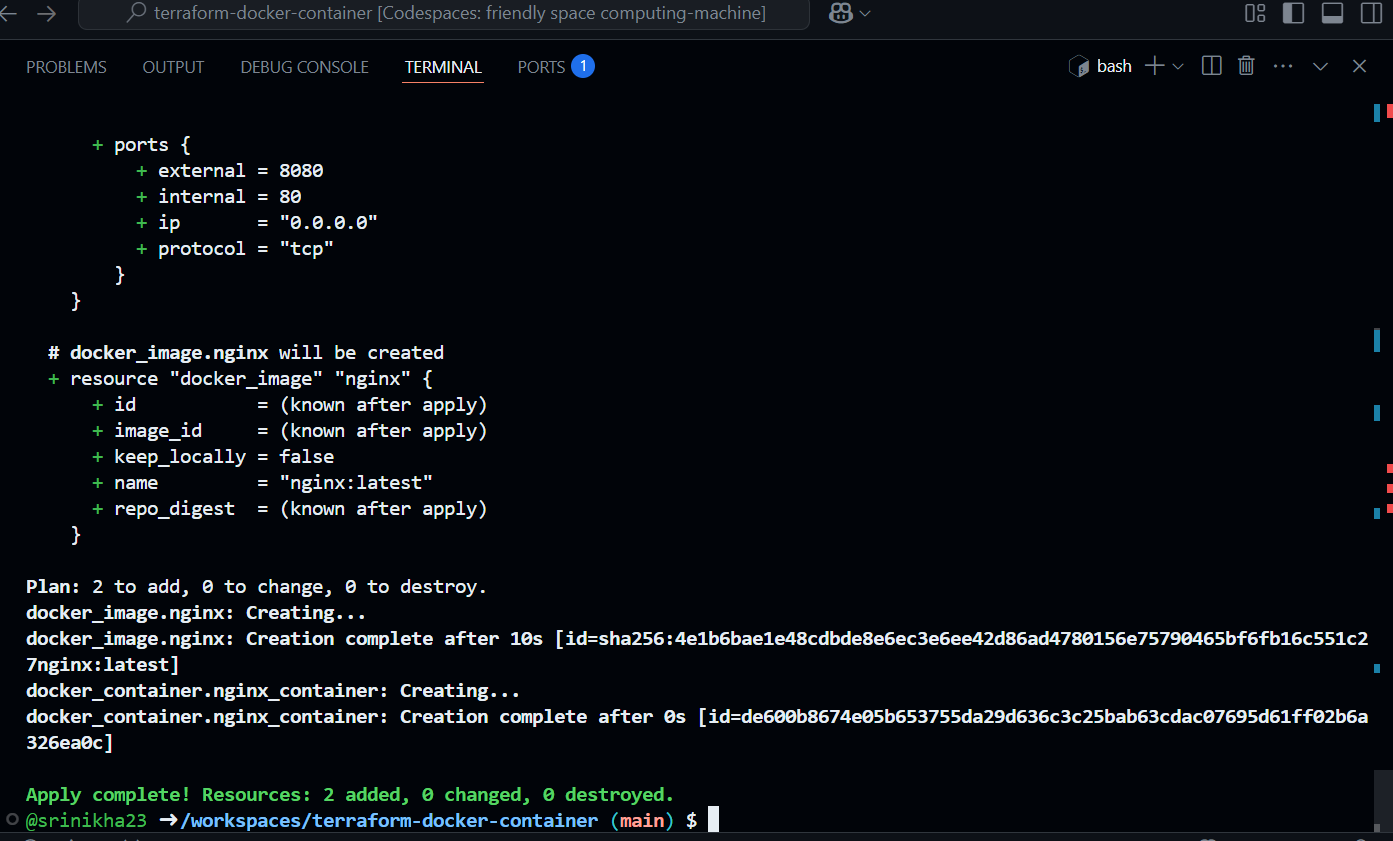 terraform-docker-container [Codespaces: friendly space computing-machine]
PROBLEMS OUTPUT DEBUG CONSOLE TERMINAL PORTS 1 bash
+ ports {
+ external = 8080
+ internal = 80
+ ip = "0.0.0.0"
+ protocol = "tcp"
}
}
# docker_image.nginx will be created
+ resource "docker_image" "nginx" {
+ id = (known after apply)
+ image_id = (known after apply)
+ keep_locally = false
+ name = "nginx:latest"
+ repo_digest = (known after apply)
}
Plan: 2 to add, 0 to change, 0 to destroy.
docker_image.nginx: Creating...
docker_image.nginx: Creation complete after 10s [id=sha256:4e1b6bae1e48cdbde8e6ec3e6ee42d86ad4780156e75790465bf6fb16c551c2
7nginx:latest]
docker_container.nginx_container: Creating...
docker_container.nginx_container: Creation complete after 0s [id=de600b8674e05b653755da29d636c3c25bab63cdac07695d61ff02b6a
326ea0c]
Apply complete! Resources: 2 added, 0 changed, 0 destroyed.
@srinikha23 ➜/workspaces/terraform-docker-container (main) $